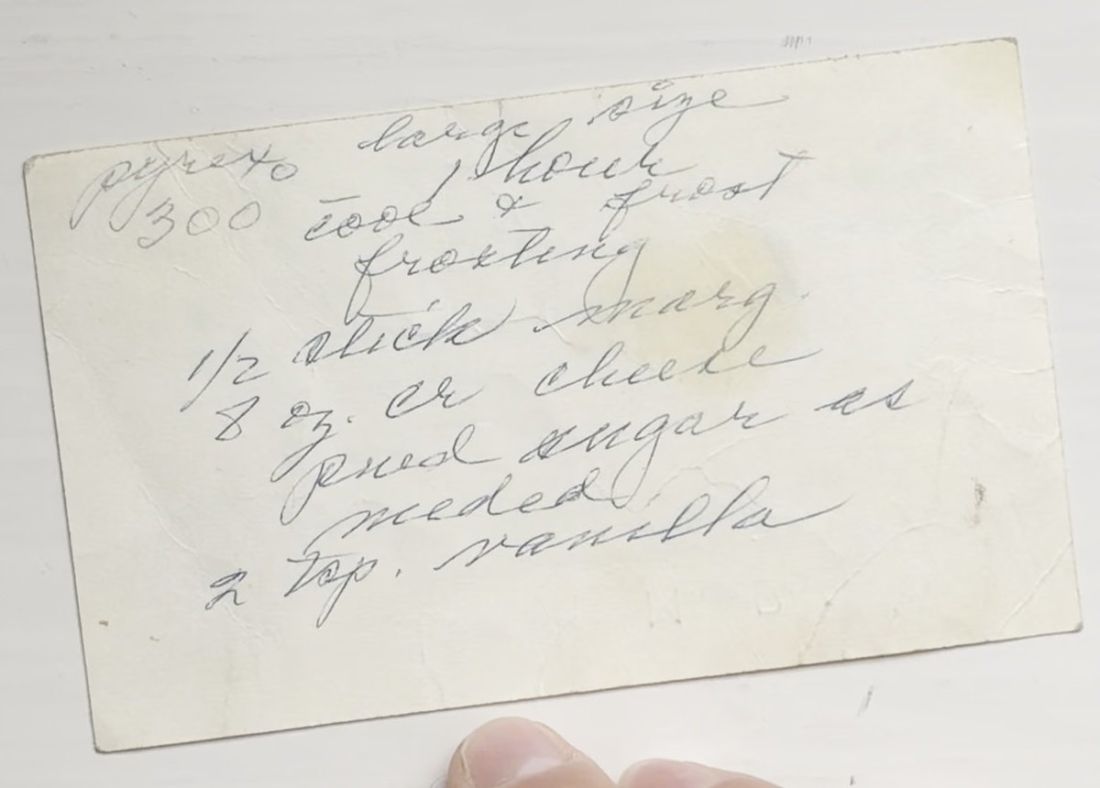 pyrex large size
300 1 hour
cool & frost
frosting
1/2 stick marg.
8 oz. cr cheese
pwd sugar as
needed
2 tsp. vanilla